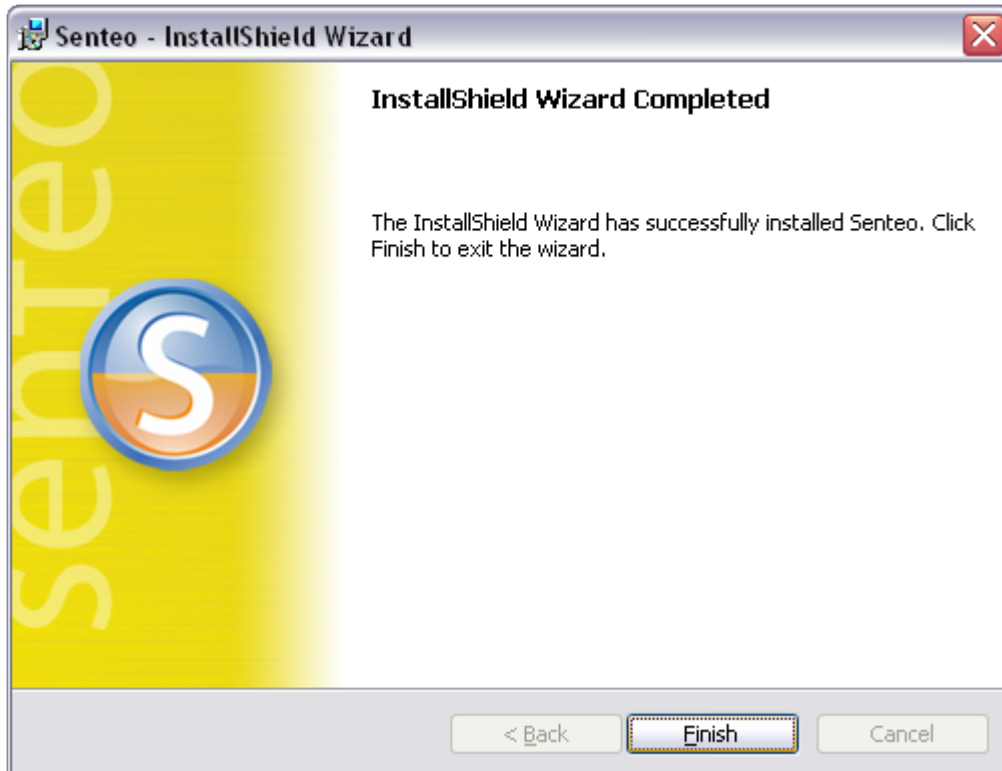 Senteo - InstallShield Wizard
InstallShield Wizard Completed
The InstallShield Wizard has successfully installed Senteo. Click
Finish to exit the wizard.
senTeo
S
< Back
Finish
Cancel